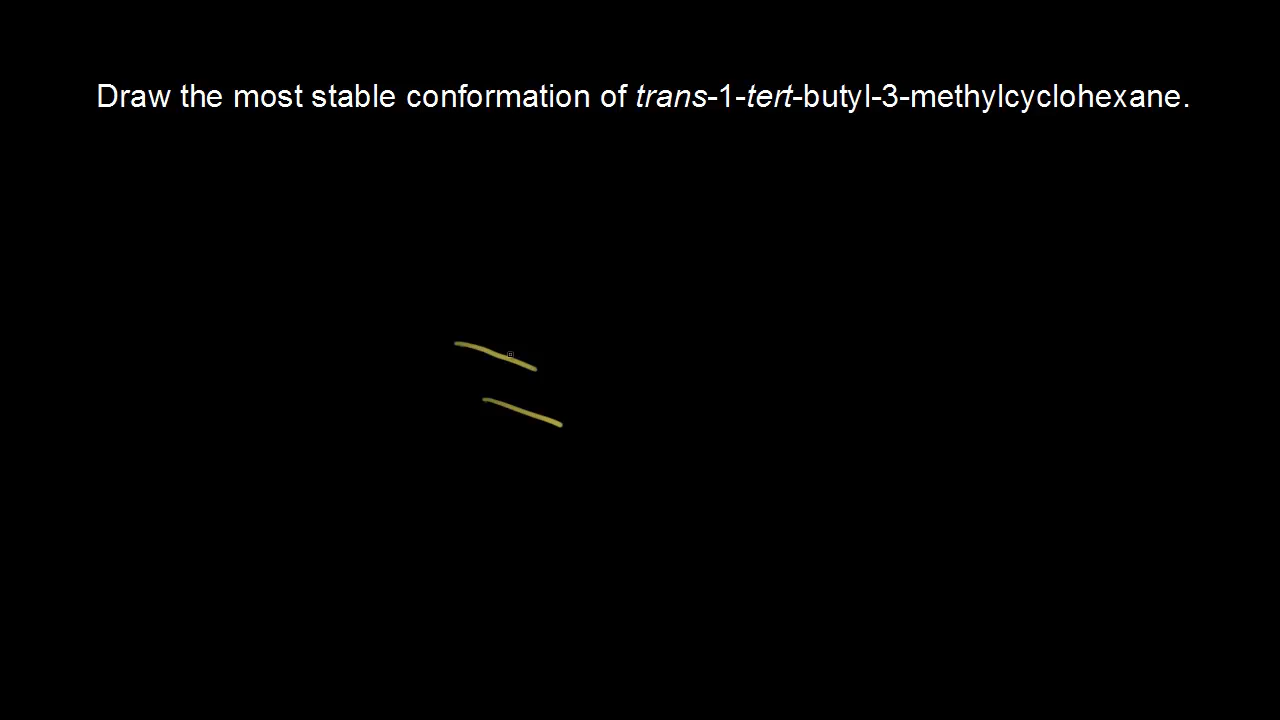 Draw the most stable conformation of trans-1-tert-butyl-3-methylcyclohexane.